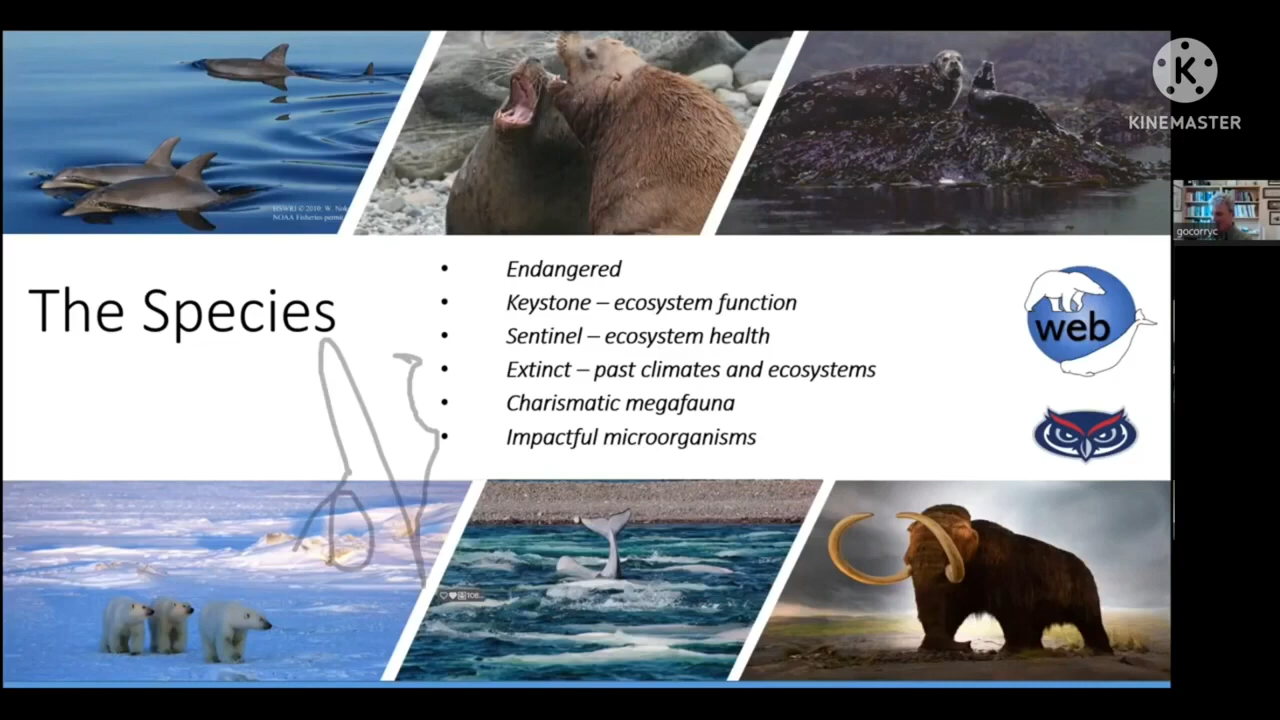 KINEMASTER
gocorryc
The Species
• Endangered
• Keystone – ecosystem function
• Sentinel – ecosystem health
• Extinct – past climates and ecosystems
• Charismatic megafauna
• Impactful microorganisms
web
NOAA Fisheries